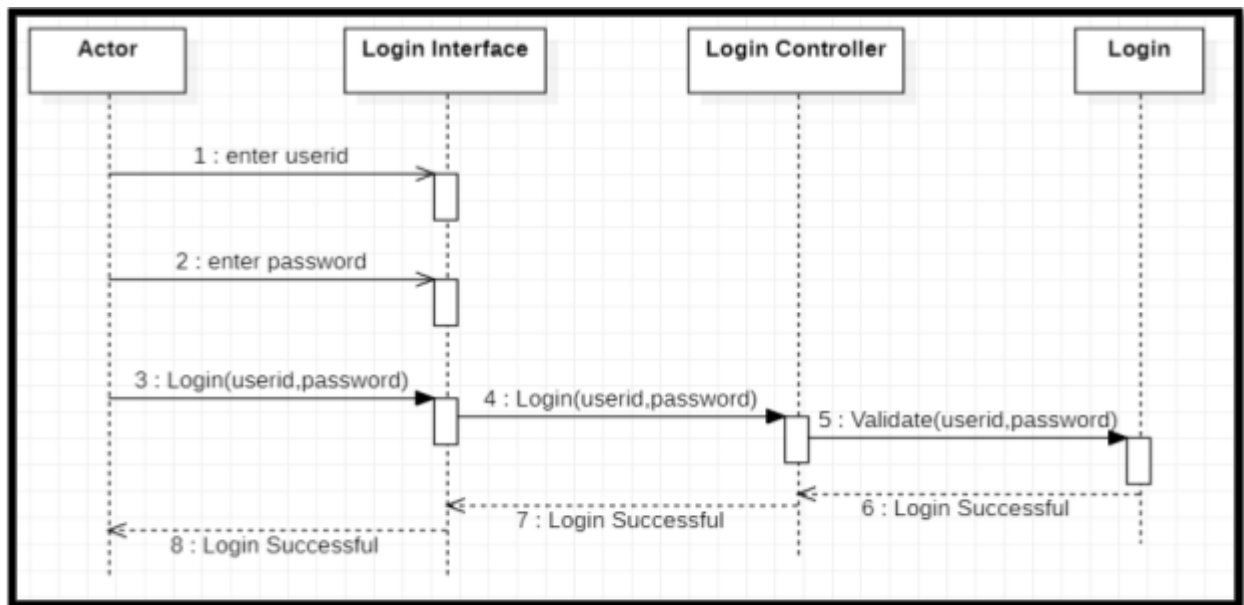 Actor
Login Interface
Login Controller
Login
1 : enter userid
2 : enter password
3 : Login(userid,password)
4 : Login(userid,password)
5 : Validate(userid,password)
6 : Login Successful
7 : Login Successful
8 : Login Successful